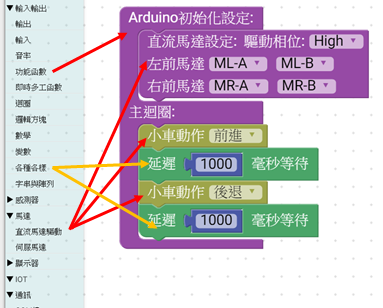 ▼輸入輸出
輸出
輸入
音率
功能函數
即時多工函數
迴圈
邏輯方塊
數學
變數
各種各樣
字串與陣列
▶感測器
▼馬達
直流馬達驅動
伺服馬達
▶顯示器
▼IOT
▼通訊
Arduino初始化設定:
直流馬達設定: 驅動相位: High
左前馬達 ML-A ML-B
右前馬達 MR-A MR-B
主迴圈:
小車動作 前進
延遲 1000 毫秒等待
小車動作 後退
延遲 1000 毫秒等待